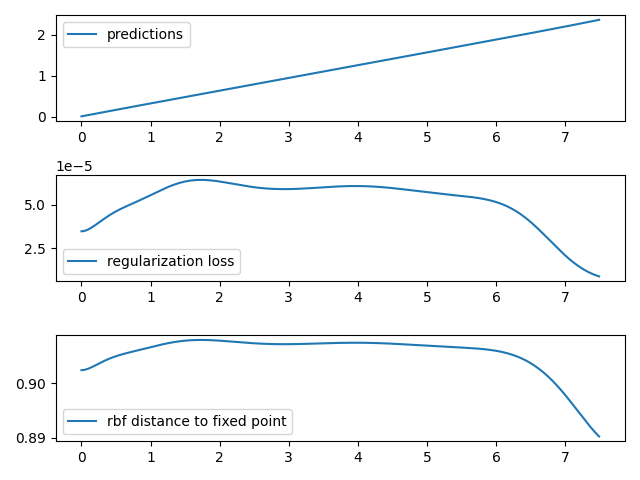 predictions
2
1
0
0 1 2 3 4 5 6 7
1e−5
5.0
2.5
regularization loss
0 1 2 3 4 5 6 7
0.90
rbf distance to fixed point
0.89
0 1 2 3 4 5 6 7